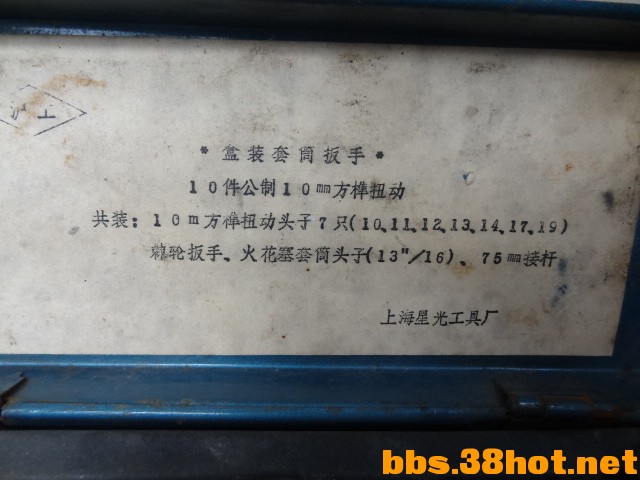 沪工
*盒装套筒扳手*
10件公制10mm方榫扭动
共装：10m方榫扭动头子7只(10、11、12、13、14、17、19)
棘轮扳手、火花塞套筒头子(13"/16)、75mm接杆
上海星光工具厂
bbs.38hot.net